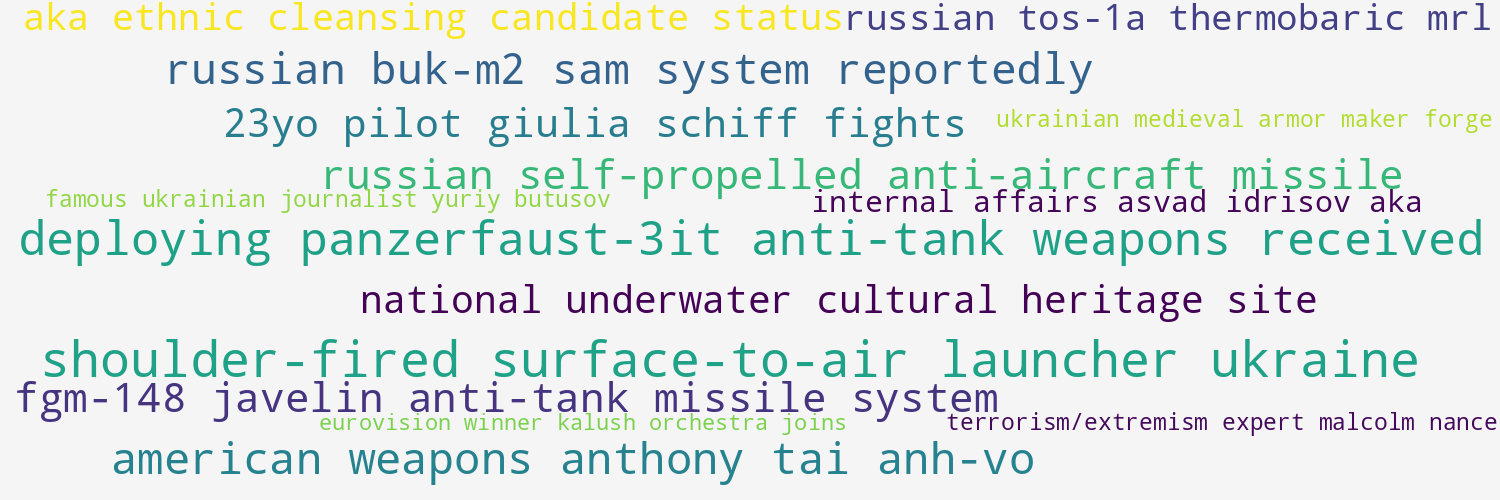 aka ethnic cleansing candidate status
russian tos-1a thermobaric mrl
russian buk-m2 sam system reportedly
23yo pilot giulia schiff fights
ukrainian medieval armor maker forge
russian self-propelled anti-aircraft missile
famous ukrainian journalist yuriy butusov
internal affairs asvad idrisov aka
deploying panzerfaust-3it anti-tank weapons received
national underwater cultural heritage site
shoulder-fired surface-to-air launcher ukraine
fgm-148 javelin anti-tank missile system
eurovision winner kalush orchestra joins
terrorism/extremism expert malcolm nance
american weapons anthony tai anh-vo